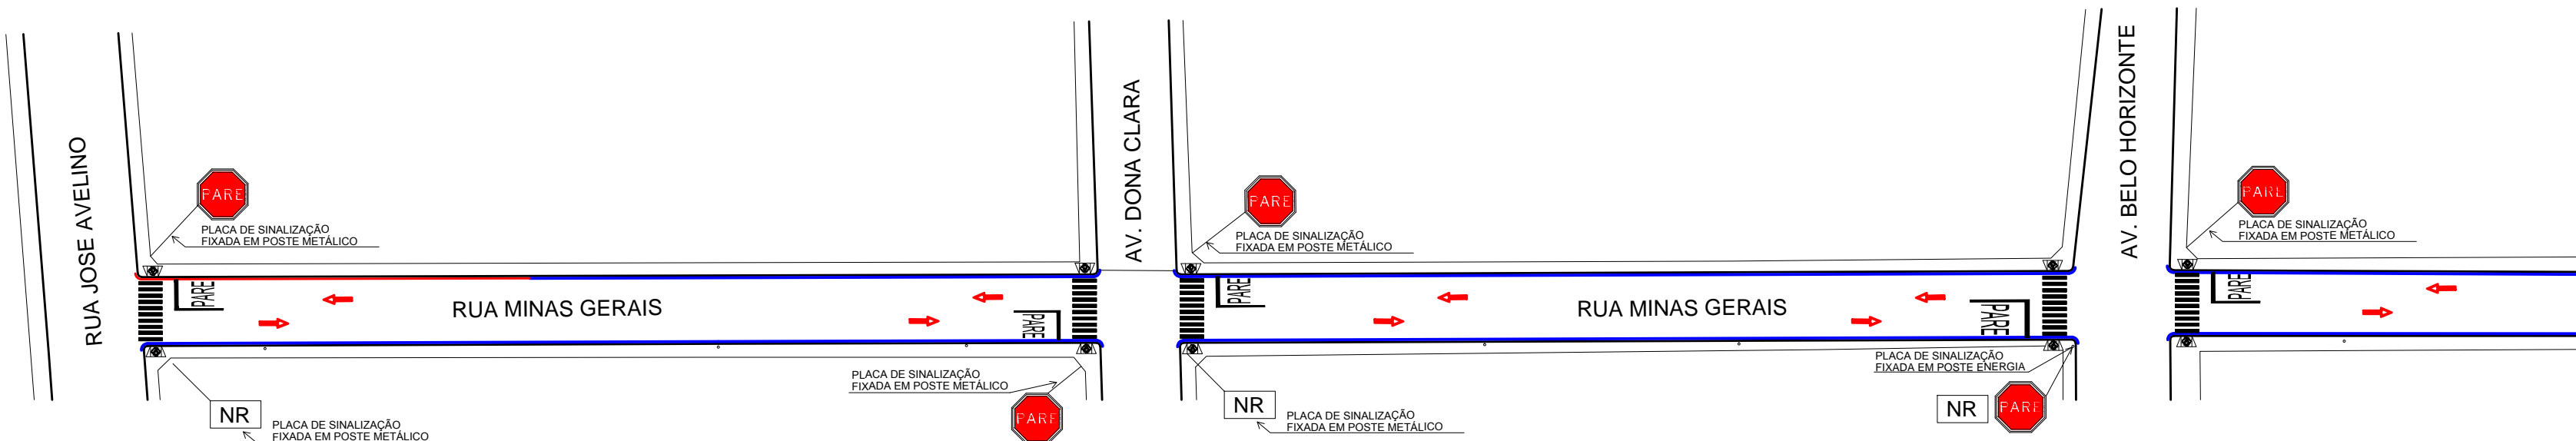 RUA JOSE AVELINO
PARE
PLACA DE SINALIZAÇÃO
FIXADA EM POSTE METÁLICO
PARE
RUA MINAS GERAIS
PARE
NR
PLACA DE SINALIZAÇÃO
FIXADA EM POSTE METÁLICO
PLACA DE SINALIZAÇÃO
FIXADA EM POSTE METÁLICO
PARE
AV. DONA CLARA
PARE
PLACA DE SINALIZAÇÃO
FIXADA EM POSTE METÁLICO
PARE
RUA MINAS GERAIS
PARE
NR
PLACA DE SINALIZAÇÃO
FIXADA EM POSTE METÁLICO
PLACA DE SINALIZAÇÃO
FIXADA EM POSTE ENERGIA
NR
PARE
AV. BELO HORIZONTE
PARE
PLACA DE SINALIZAÇÃO
FIXADA EM POSTE METÁLICO
PARE